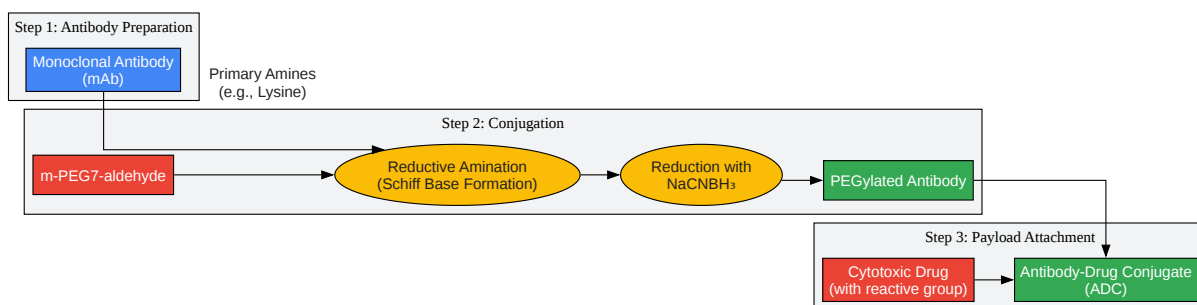 Step 1: Antibody Preparation
Monoclonal Antibody
(mAb)
Primary Amines
(e.g., Lysine)
Step 2: Conjugation
m-PEG7-aldehyde
Reductive Amination
(Schiff Base Formation)
Reduction with
NaCNBH₃
PEGylated Antibody
Step 3: Payload Attachment
Cytotoxic Drug
(with reactive group)
Antibody-Drug Conjugate
(ADC)